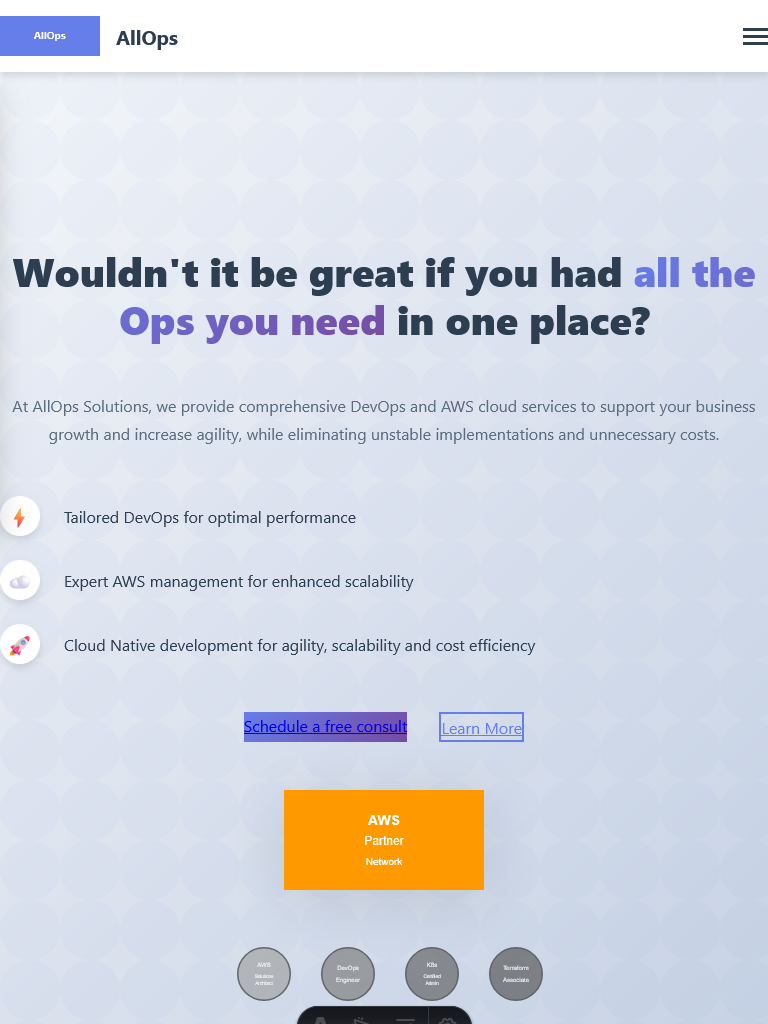 AllOps
AllOps
Wouldn't it be great if you had all the
Ops you need in one place?
At AllOps Solutions, we provide comprehensive DevOps and AWS cloud services to support your business
growth and increase agility, while eliminating unstable implementations and unnecessary costs.
Tailored DevOps for optimal performance
Expert AWS management for enhanced scalability
Cloud Native development for agility, scalability and cost efficiency
Schedule a free consult
Learn More
AWS
Partner
Network
AWS
Solutions
Architect
DevOps
Engineer
K8s
Certified
Admin
Terraform
Associate